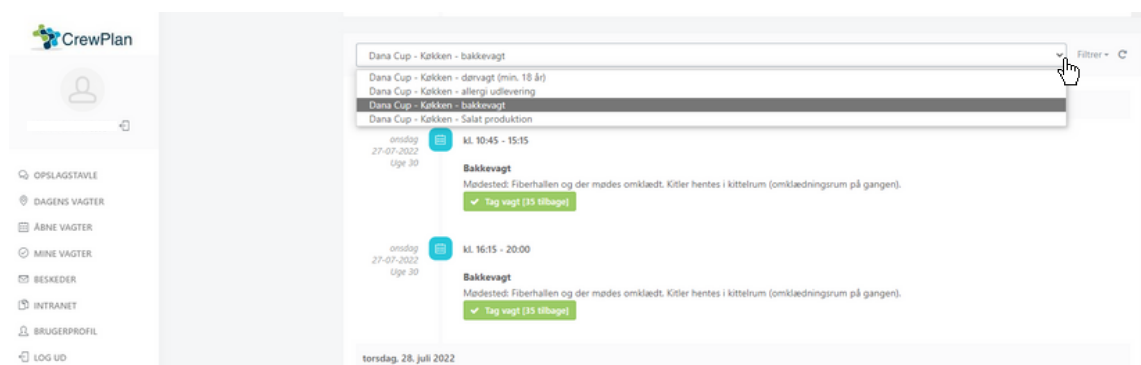 CrewPlan
OPSLAGSTAVLE
DAGENS VAGTER
ÅBNE VAGTER
MINE VAGTER
BESKEDER
INTRANET
BRUGERPROFIL
LOG UD
Dana Cup - Køkken - bakkevagt
Filtrer
Dana Cup - Køkken - dørvagt (min. 18 år)
Dana Cup - Køkken - allergi udlevering
Dana Cup - Køkken - bakkevagt
Dana Cup - Køkken - Salat produktion
onsdag
27-07-2022
Uge 30
kl. 10:45 - 15:15
Bakkevagt
Mødested: Fiberhallen og der mødes omklædt. Kitler hentes i kittelrum (omklædningsrum på gangen).
Tag vagt [35 tilbage]
onsdag
27-07-2022
Uge 30
kl. 16:15 - 20:00
Bakkevagt
Mødested: Fiberhallen og der mødes omklædt. Kitler hentes i kittelrum (omklædningsrum på gangen).
Tag vagt [35 tilbage]
torsdag, 28. juli 2022